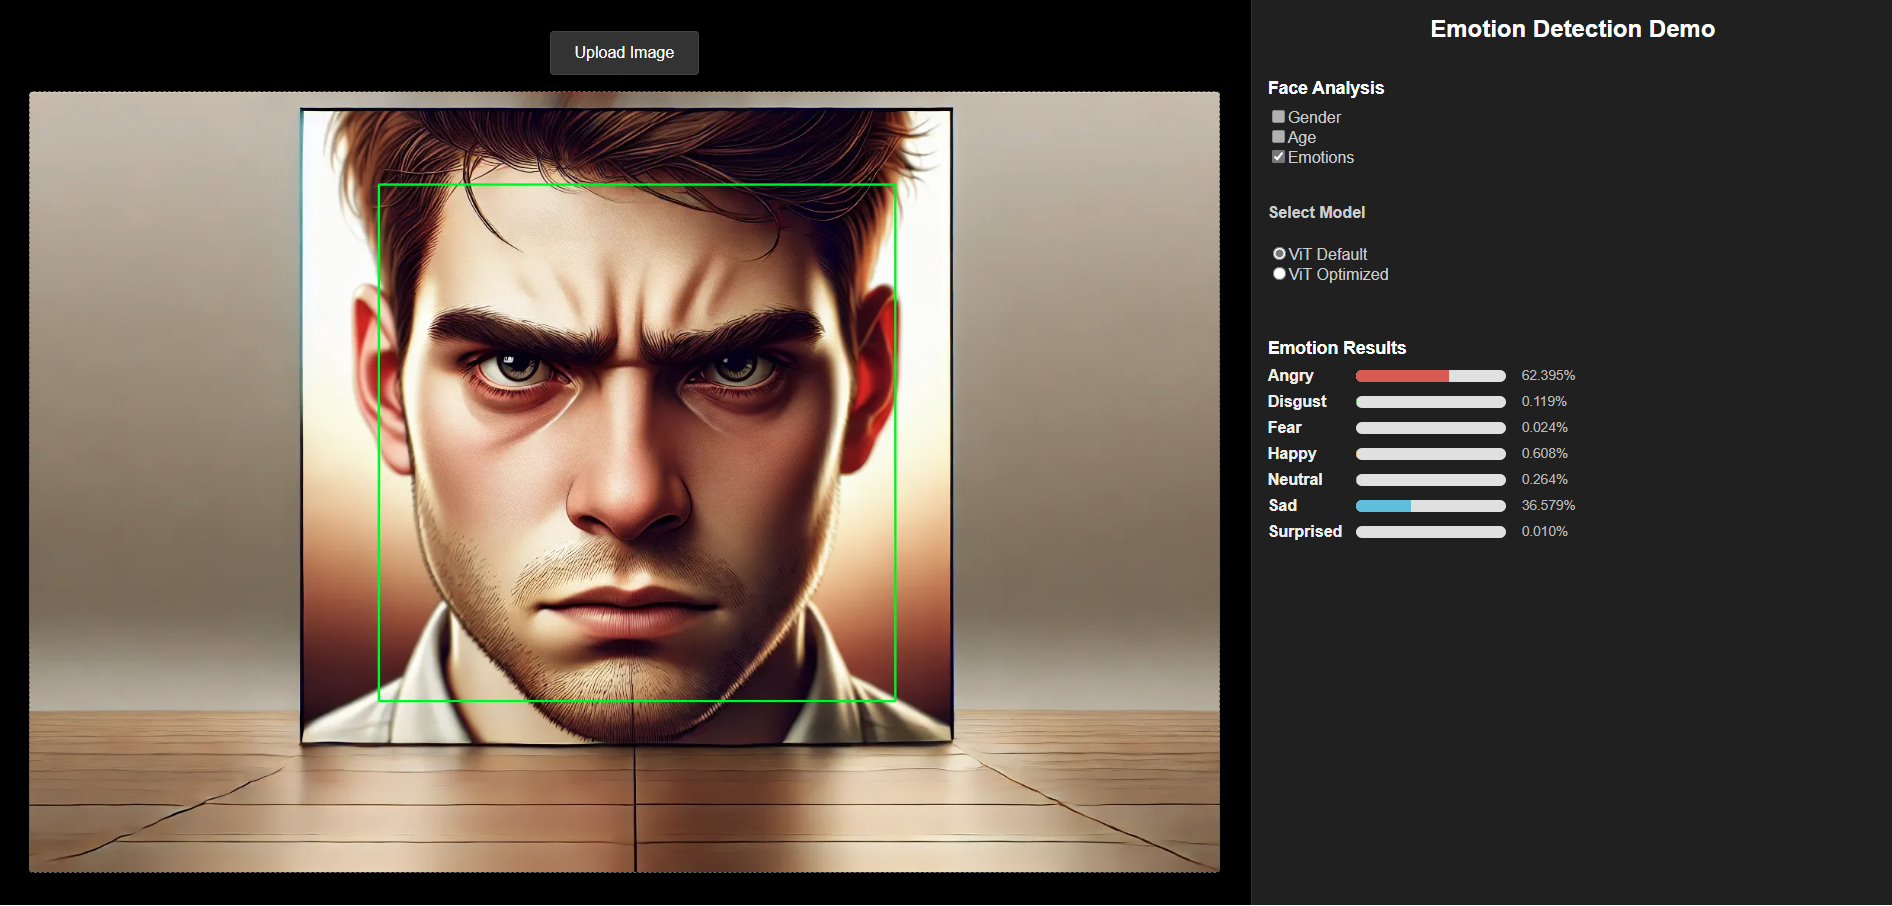 Upload Image
Emotion Detection Demo
Face Analysis
Gender
Age
Emotions
Select Model
ViT Default
ViT Optimized
Emotion Results
Angry 62.395%
Disgust 0.119%
Fear 0.024%
Happy 0.608%
Neutral 0.264%
Sad 36.579%
Surprised 0.010%